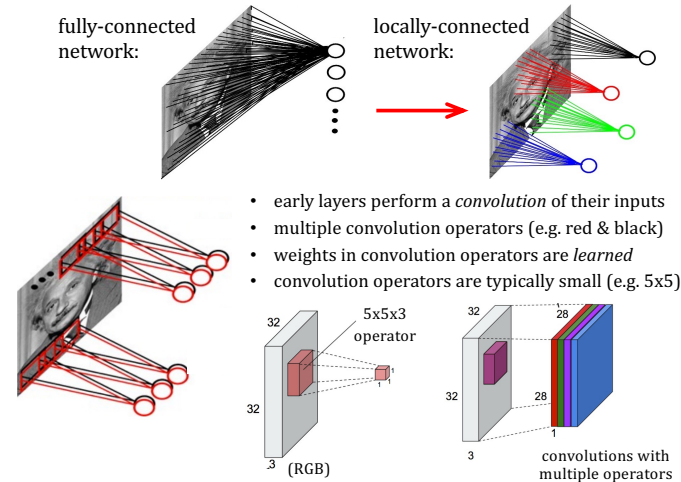 fully-connected
network:
locally-connected
network:
• early layers perform a convolution of their inputs
• multiple convolution operators (e.g. red & black)
• weights in convolution operators are learned
• convolution operators are typically small (e.g. 5x5)
32
5x5x3
operator
32
1
1
1
3
(RGB)
32
1
28
32
28
3
1
convolutions with
multiple operators